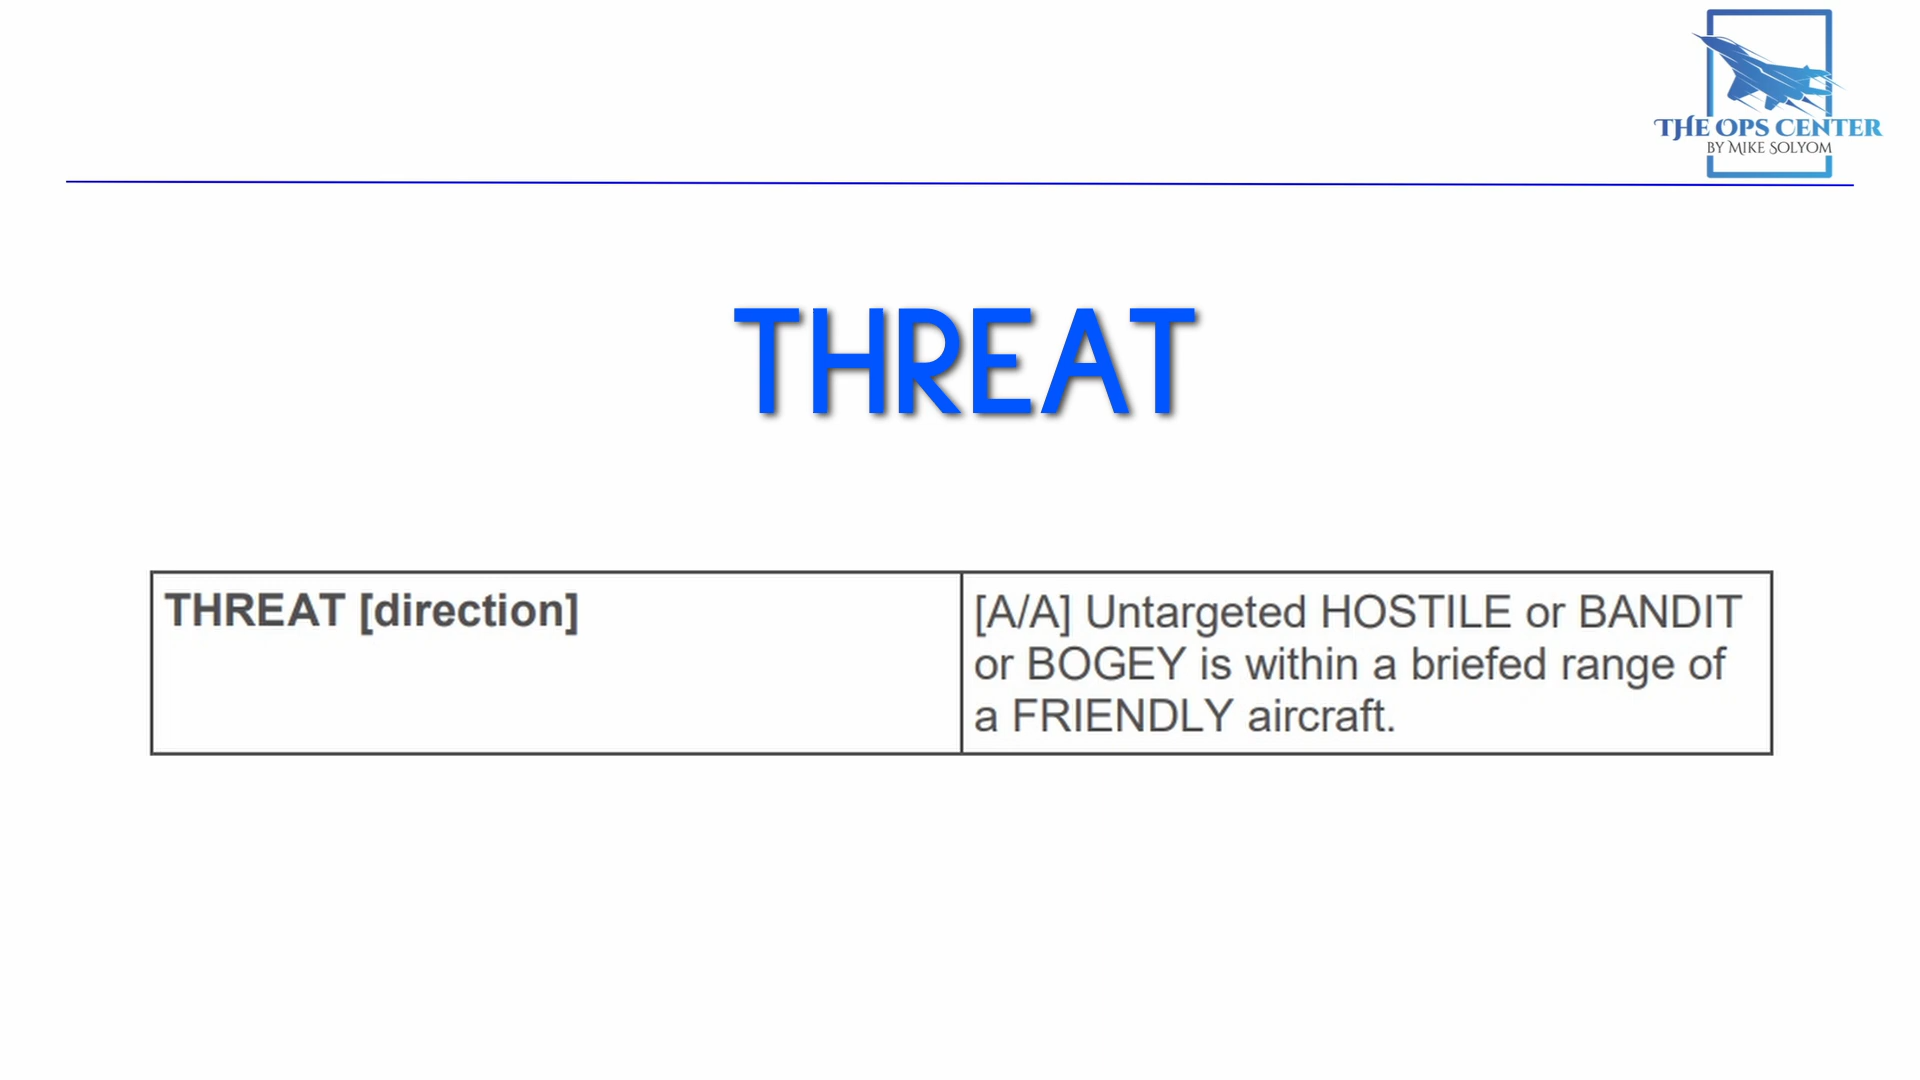 THE OPS CENTER
BY MIKE SOLYOM
THREAT
THREAT [direction]
[A/A] Untargeted HOSTILE or BANDIT
or BOGEY is within a briefed range of
a FRIENDLY aircraft.